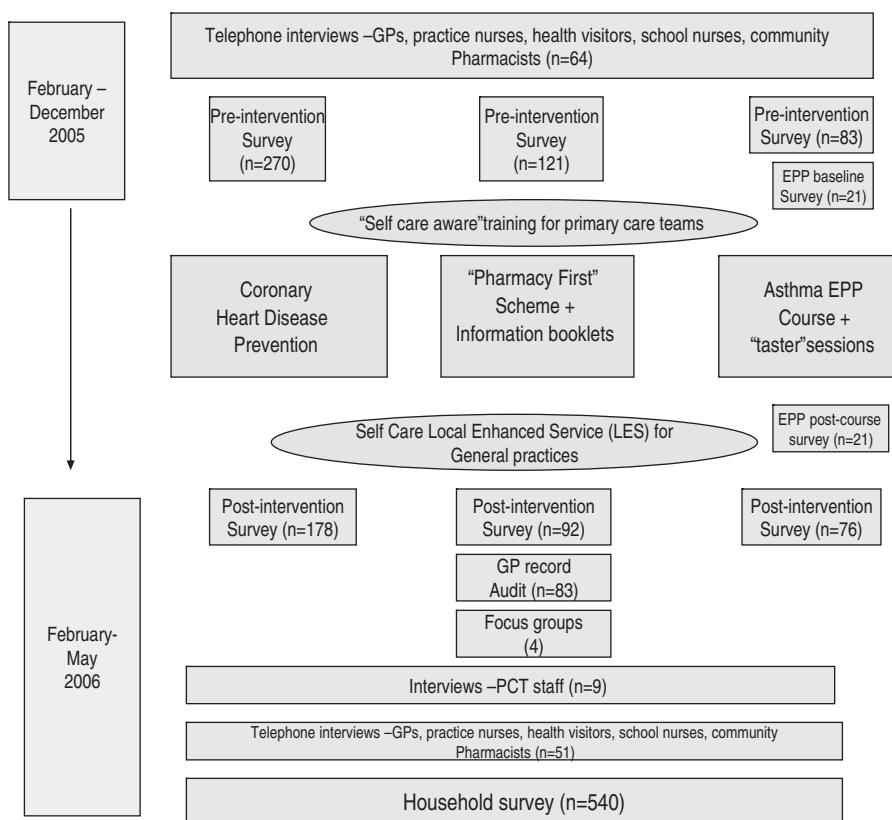 Telephone interviews –GPs, practice nurses, health visitors, school nurses, community
Pharmacists (n=64)
February –
December
2005
Pre-intervention
Survey
(n=270)
Pre-intervention
Survey
(n=121)
Pre-intervention
Survey (n=83)
EPP baseline
Survey (n=21)
“Self care aware”training for primary care teams
Coronary
Heart Disease
Prevention
“Pharmacy First”
Scheme +
Information booklets
Asthma EPP
Course +
“taster”sessions
Self Care Local Enhanced Service (LES) for
General practices
EPP post-course
survey (n=21)
Post-intervention
Survey (n=178)
Post-intervention
Survey (n=92)
Post-intervention
Survey (n=76)
GP record
Audit (n=83)
Focus groups
(4)
February-
May
2006
Interviews –PCT staff (n=9)
Telephone interviews –GPs, practice nurses, health visitors, school nurses, community
Pharmacists (n=51)
Household survey (n=540)